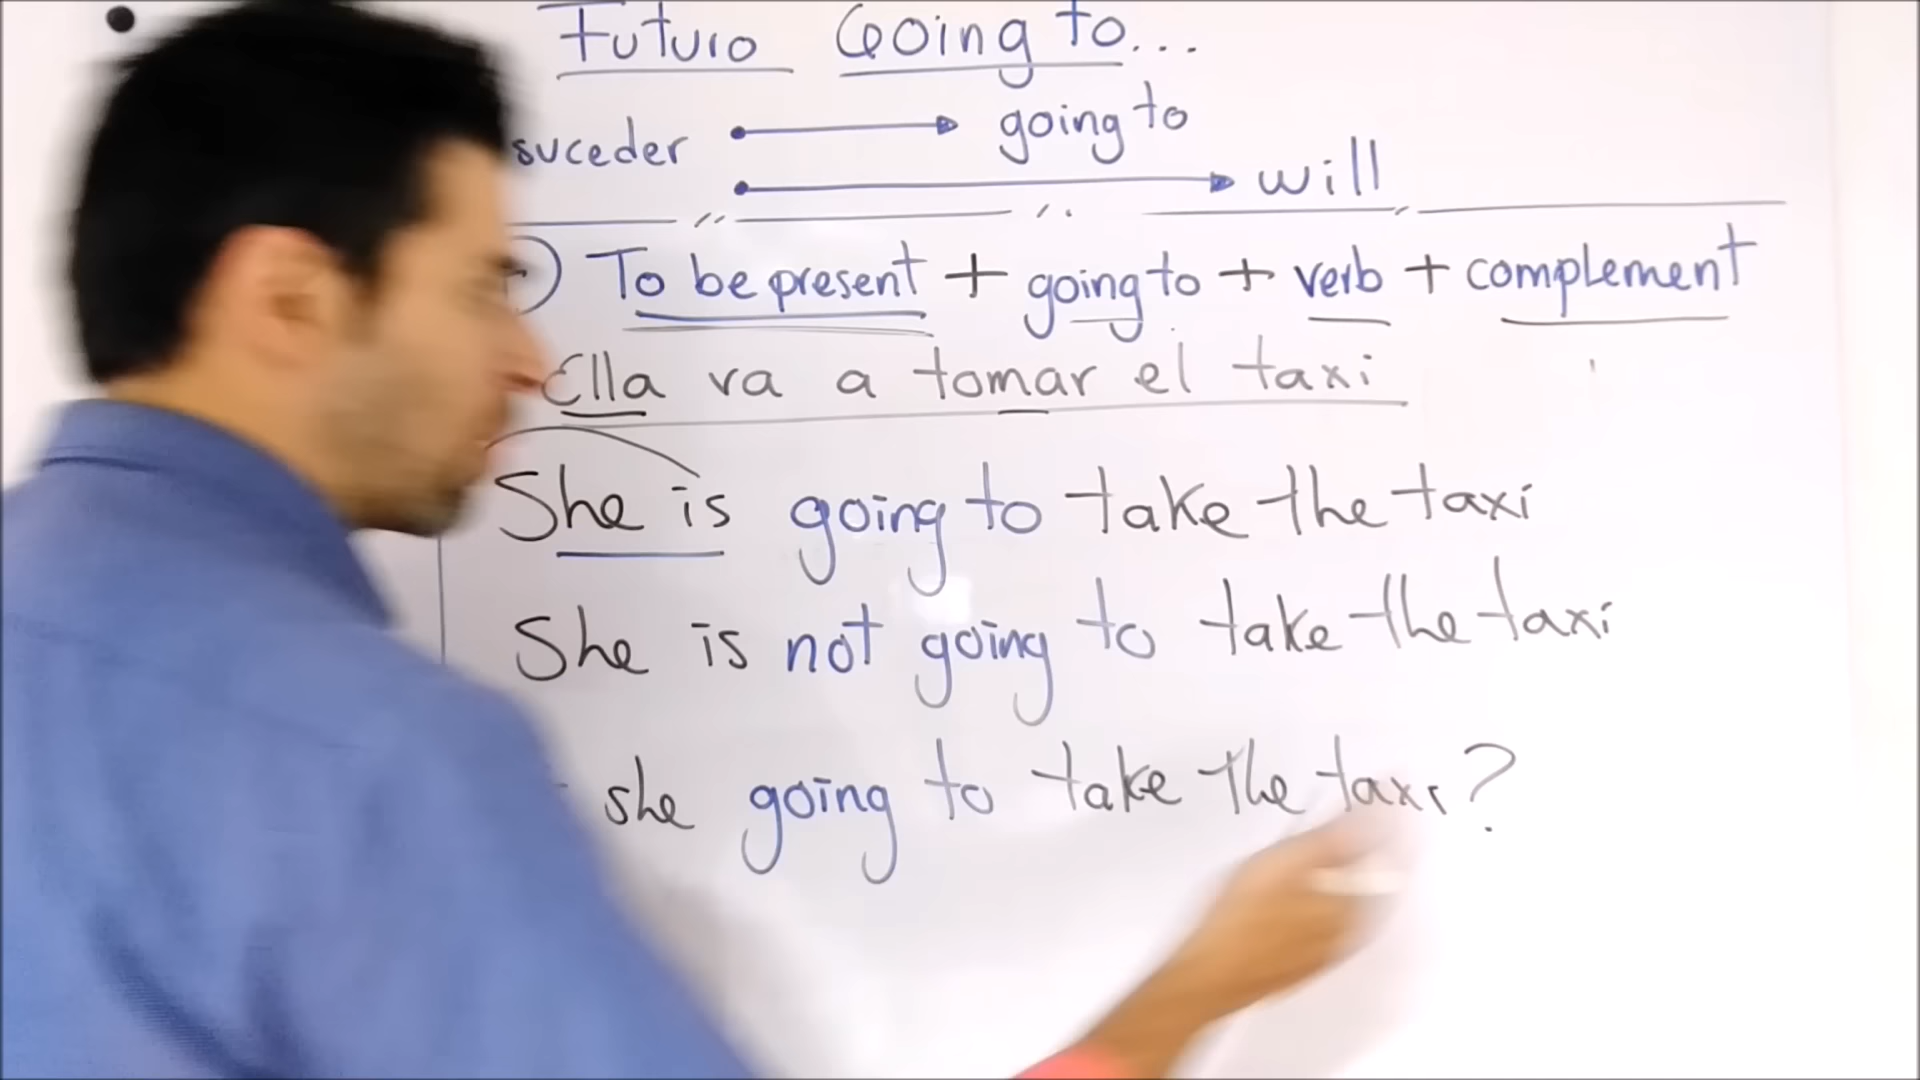 Futuro Going to...
suceder going to
will
To be present + going to + verb + complement
Ella va a tomar el taxi
She is going to take the taxi
She is not going to take the taxi
she going to take the taxi?